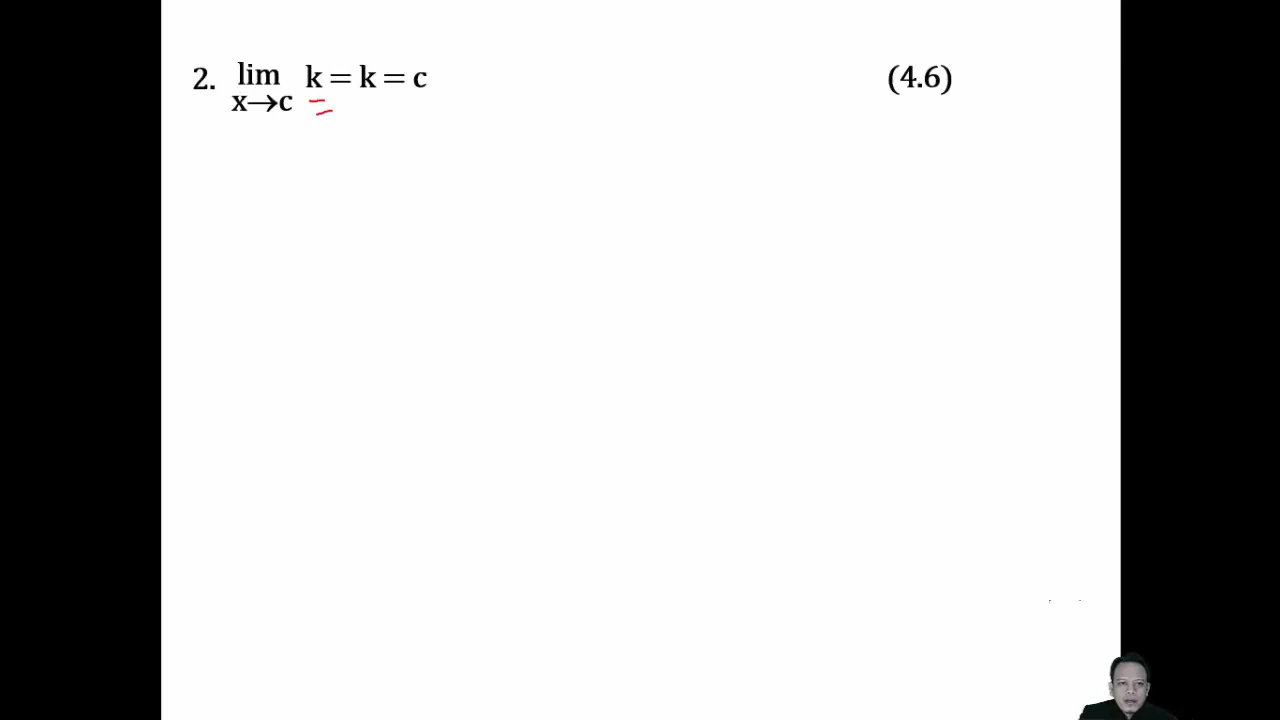 2. lim k = k = c (4.6)
x→c